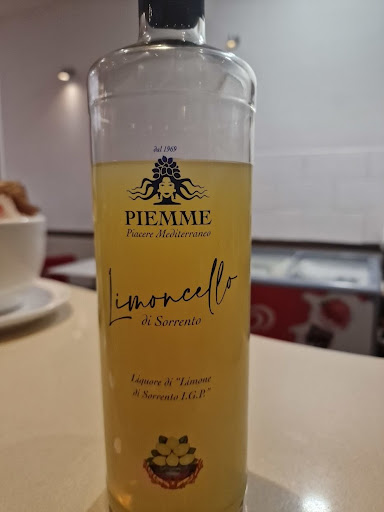 dal 1969
PIEMME
Piacere Mediterraneo
Limoncello
di Sorrento
Liquore di "Limone
di Sorrento I.G.P."